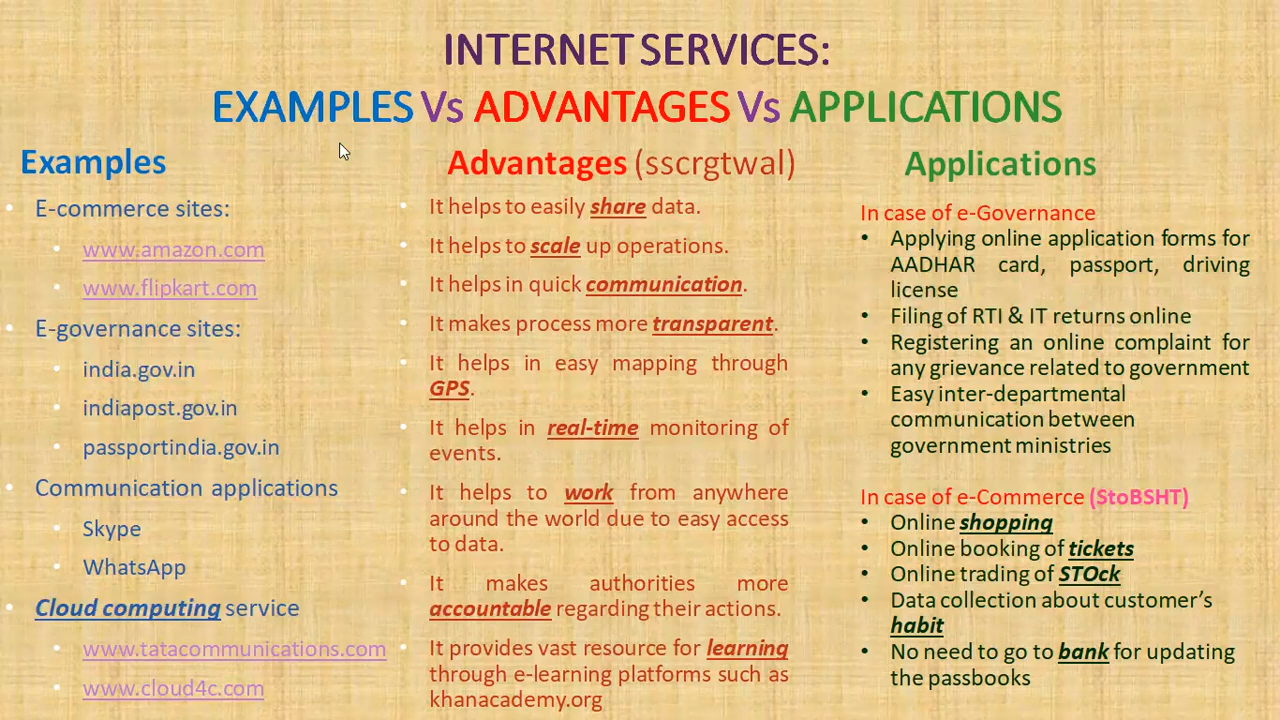 INTERNET SERVICES:
EXAMPLES Vs ADVANTAGES Vs APPLICATIONS
Examples
• E-commerce sites:
• www.amazon.com
• www.flipkart.com
• E-governance sites:
• india.gov.in
• indiapost.gov.in
• passportindia.gov.in
• Communication applications
• Skype
• WhatsApp
• Cloud computing service
• www.tatacommunications.com
• www.cloud4c.com
Advantages (sscrgtwal)
• It helps to easily share data.
• It helps to scale up operations.
• It helps in quick communication.
• It makes process more transparent.
• It helps in easy mapping through
GPS.
• It helps in real-time monitoring of
events.
• It helps to work from anywhere
around the world due to easy access
to data.
• It makes authorities more
accountable regarding their actions.
• It provides vast resource for learning
through e-learning platforms such as
khanacademy.org
Applications
In case of e-Governance
• Applying online application forms for
AADHAR card, passport, driving
license
• Filing of RTI & IT returns online
• Registering an online complaint for
any grievance related to government
• Easy inter-departmental
communication between
government ministries
In case of e-Commerce (StoBSHT)
• Online shopping
• Online booking of tickets
• Online trading of STOck
• Data collection about customer's
habit
• No need to go to bank for updating
the passbooks